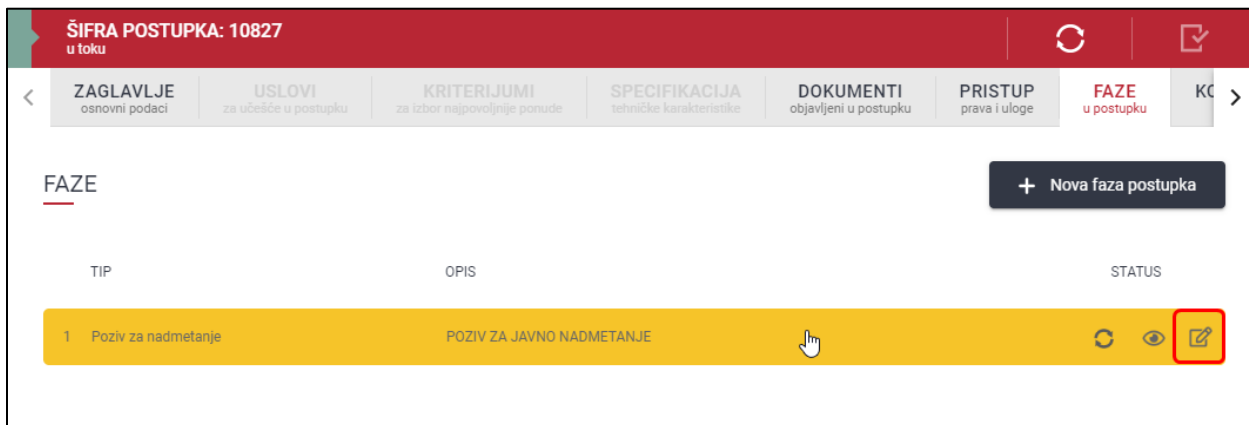 ŠIFRA POSTUPKA: 10827
u toku
ZAGLAVLJE
osnovni podaci
USLOVI
za učešće u postupku
KRITERIJUMI
za izbor najpovoljnije ponude
SPECIFIKACIJA
tehničke karakteristike
DOKUMENTI
objavljeni u postupku
PRISTUP
prava i uloge
FAZE
u postupku
FAZE
+ Nova faza postupka
TIP OPIS STATUS
1 Poziv za nadmetanje POZIV ZA JAVNO NADMETANJE